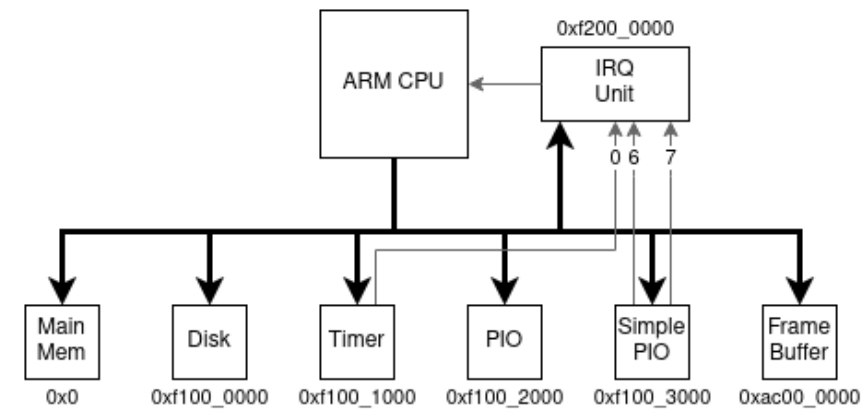 0xf200_0000
ARM CPU
IRQ
Unit
0 6 7
Main
Mem
Disk
Timer
PIO
Simple
PIO
Frame
Buffer
0x0
0xf100_0000
0xf100_1000
0xf100_2000
0xf100_3000
0xac00_0000